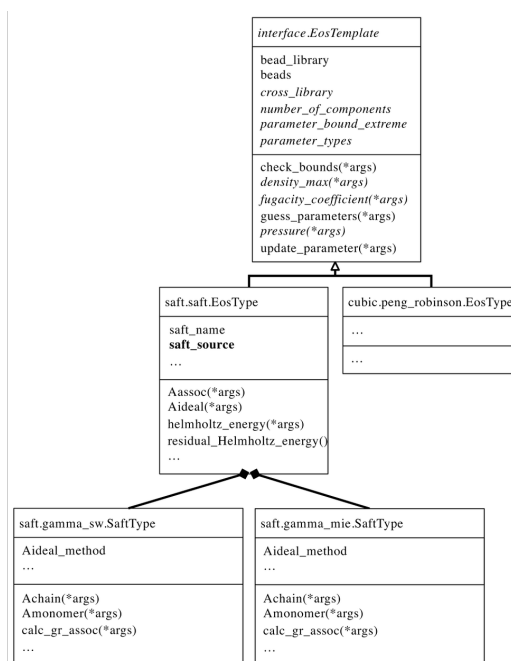 interface.EosTemplate
bead_library
beads
cross_library
number_of_components
parameter_bound_extreme
parameter_types
check_bounds(*args)
density_max(*args)
fugacity_coefficient(*args)
guess_parameters(*args)
pressure(*args)
update_parameter(*args)
saft.saft.EosType
saft_name
saft_source
…
Aassoc(*args)
Aideal(*args)
helmholtz_energy(*args)
residual_Helmholtz_energy()
…
cubic.peng_robinson.EosType
…
…
saft.gamma_sw.SaftType
Aideal_method
…
Achain(*args)
Amonomer(*args)
calc_gr_assoc(*args)
…
saft.gamma_mie.SaftType
Aideal_method
…
Achain(*args)
Amonomer(*args)
calc_gr_assoc(*args)
…